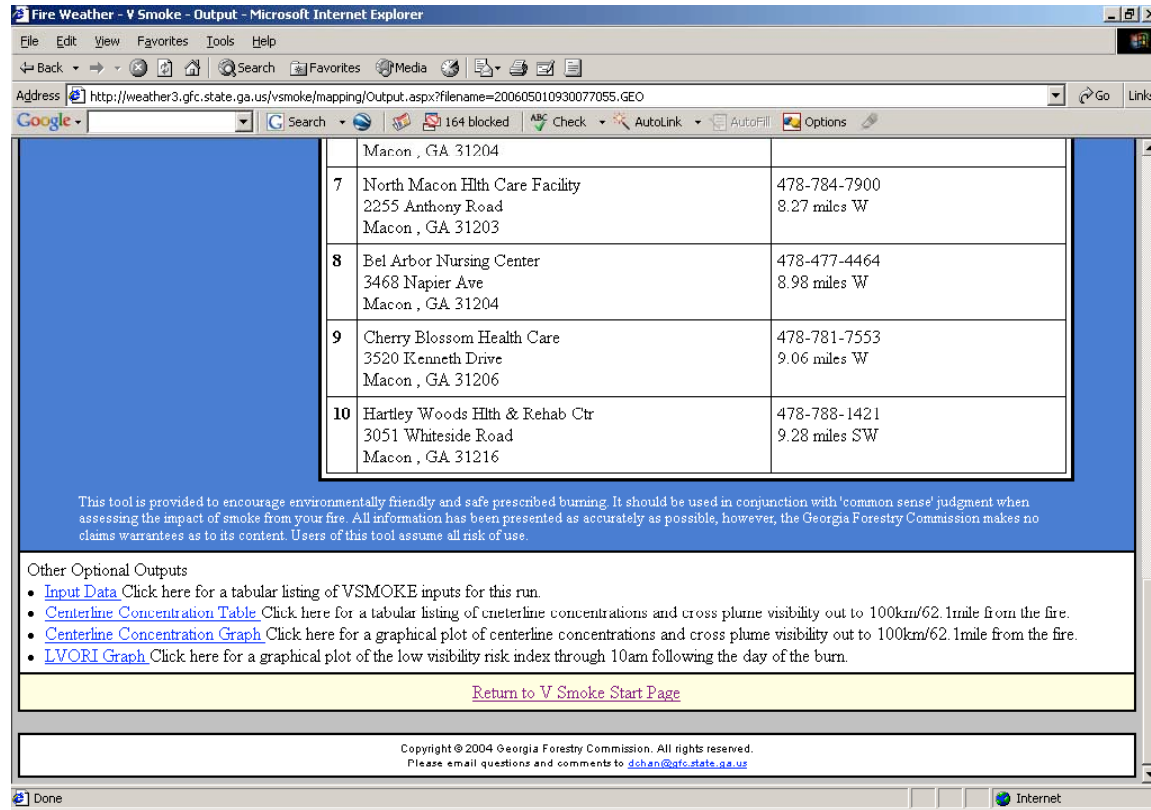 Fire Weather - V Smoke - Output - Microsoft Internet Explorer
File Edit View Favorites Tools Help
Back Search Favorites Media
Address http://weather3.gfc.state.ga.us/vsmoke/mapping/Output.aspx?filename=200605010930077055.GEO Go Links
Google Search 164 blocked ABC Check AutoLink AutoFill Options
Macon , GA 31204
7 North Macon Hlth Care Facility 478-784-7900
2255 Anthony Road 8.27 miles W
Macon , GA 31203
8 Bel Arbor Nursing Center 478-477-4464
3468 Napier Ave 8.98 miles W
Macon , GA 31204
9 Cherry Blossom Health Care 478-781-7553
3520 Kenneth Drive 9.06 miles W
Macon , GA 31206
10 Hartley Woods Hlth & Rehab Ctr 478-788-1421
3051 Whiteside Road 9.28 miles SW
Macon , GA 31216
This tool is provided to encourage environmentally friendly and safe prescribed burning. It should be used in conjunction with 'common sense' judgment when
assessing the impact of smoke from your fire. All information has been presented as accurately as possible, however, the Georgia Forestry Commission makes no
claims warrantees as to its content. Users of this tool assume all risk of use.
Other Optional Outputs
• Input Data Click here for a tabular listing of VSMOKE inputs for this run.
• Centerline Concentration Table Click here for a tabular listing of cneterline concentrations and cross plume visibility out to 100km/62.1mile from the fire.
• Centerline Concentration Graph Click here for a graphical plot of centerline concentrations and cross plume visibility out to 100km/62.1mile from the fire.
• LVORI Graph Click here for a graphical plot of the low visibility risk index through 10am following the day of the burn.
Return to V Smoke Start Page
Copyright © 2004 Georgia Forestry Commission. All rights reserved.
Please email questions and comments to dchan@gfc.state.ga.us
Done Internet